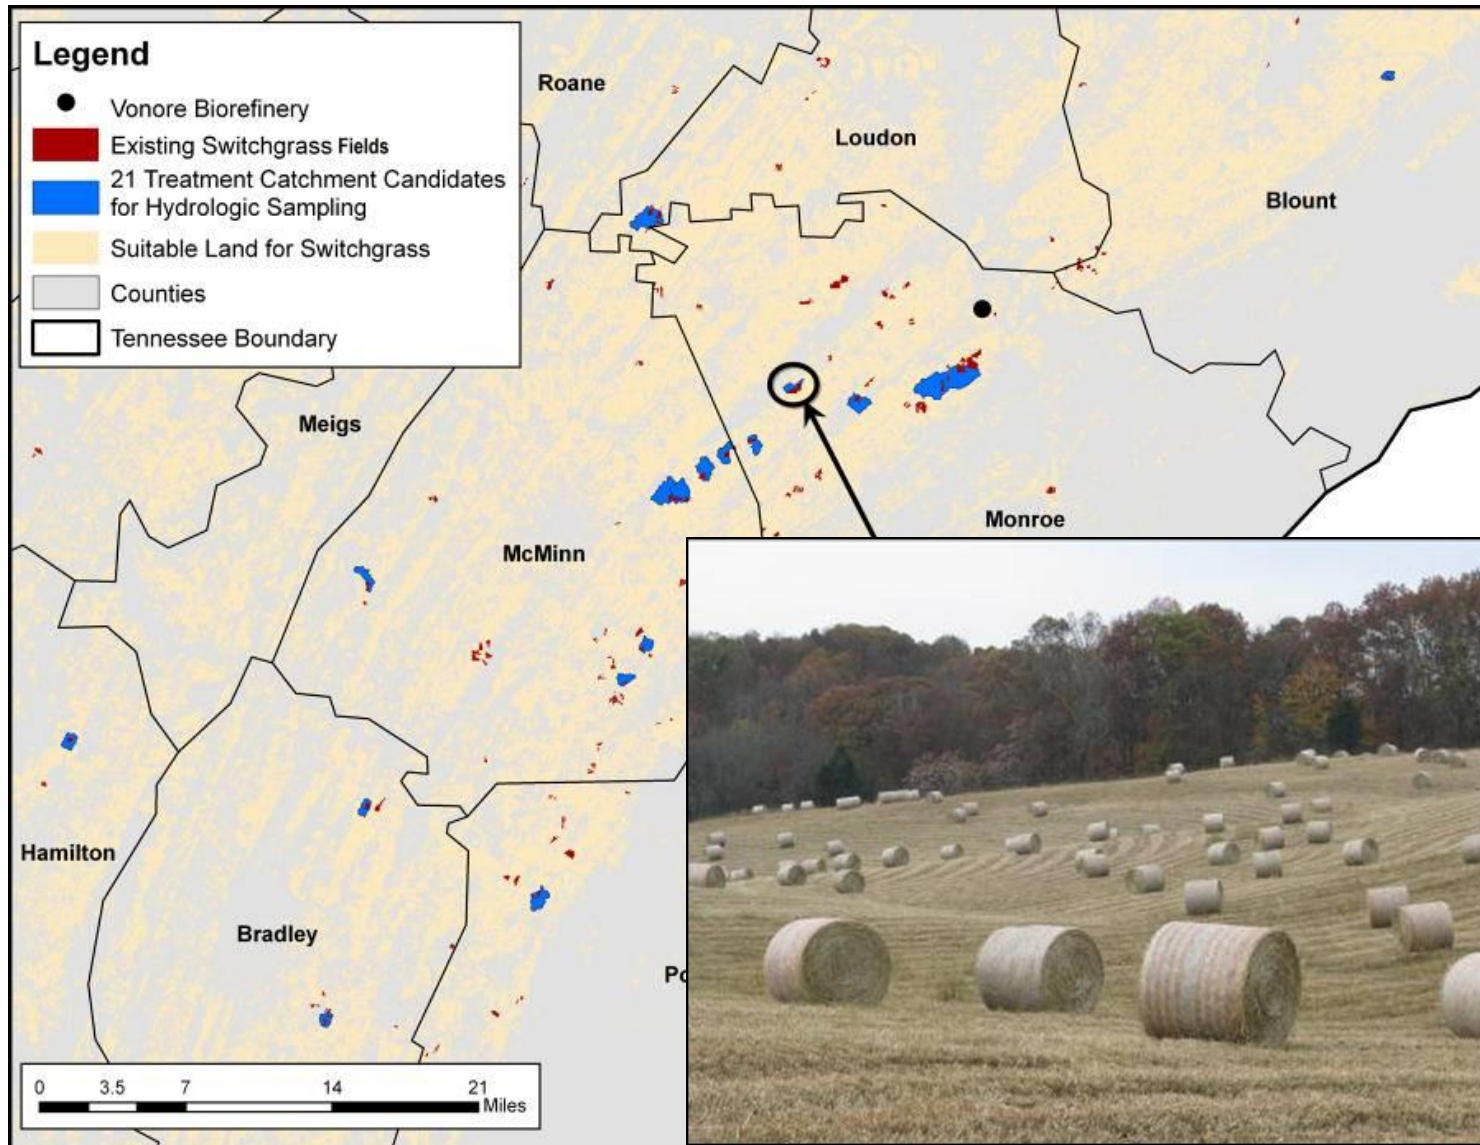 Legend
Vonore Biorefinery
Existing Switchgrass Fields
21 Treatment Catchment Candidates
for Hydrologic Sampling
Suitable Land for Switchgrass
Counties
Tennessee Boundary
Roane
Loudon
Blount
Meigs
Monroe
McMinn
Hamilton
Bradley
Po
0 3.5 7 14 21
Miles